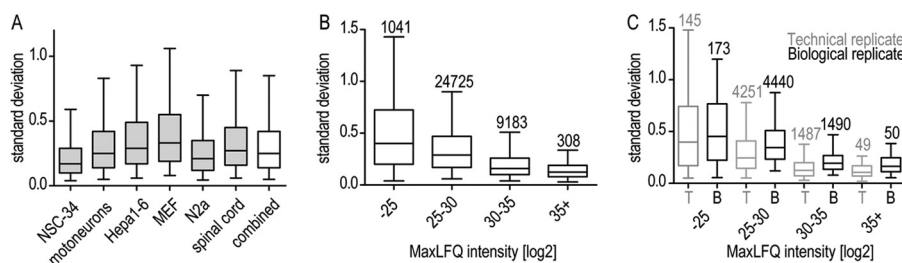 A
standard deviation
1.0
0.5
0.0
NSC-34
motoneurons
Hepa1-6
MEF
N2a
spinal cord
combined
B
standard deviation
1.5
1.0
0.5
0.0
1041
24725
9183
308
-25
25-30
30-35
35+
MaxLFQ intensity [log2]
C
standard deviation
1.5
1.0
0.5
0.0
145
173
4251
4440
1487
1490
49
50
Technical replicate
Biological replicate
T B T B T B T B
-25
25-30
30-35
35+
MaxLFQ intensity [log2]